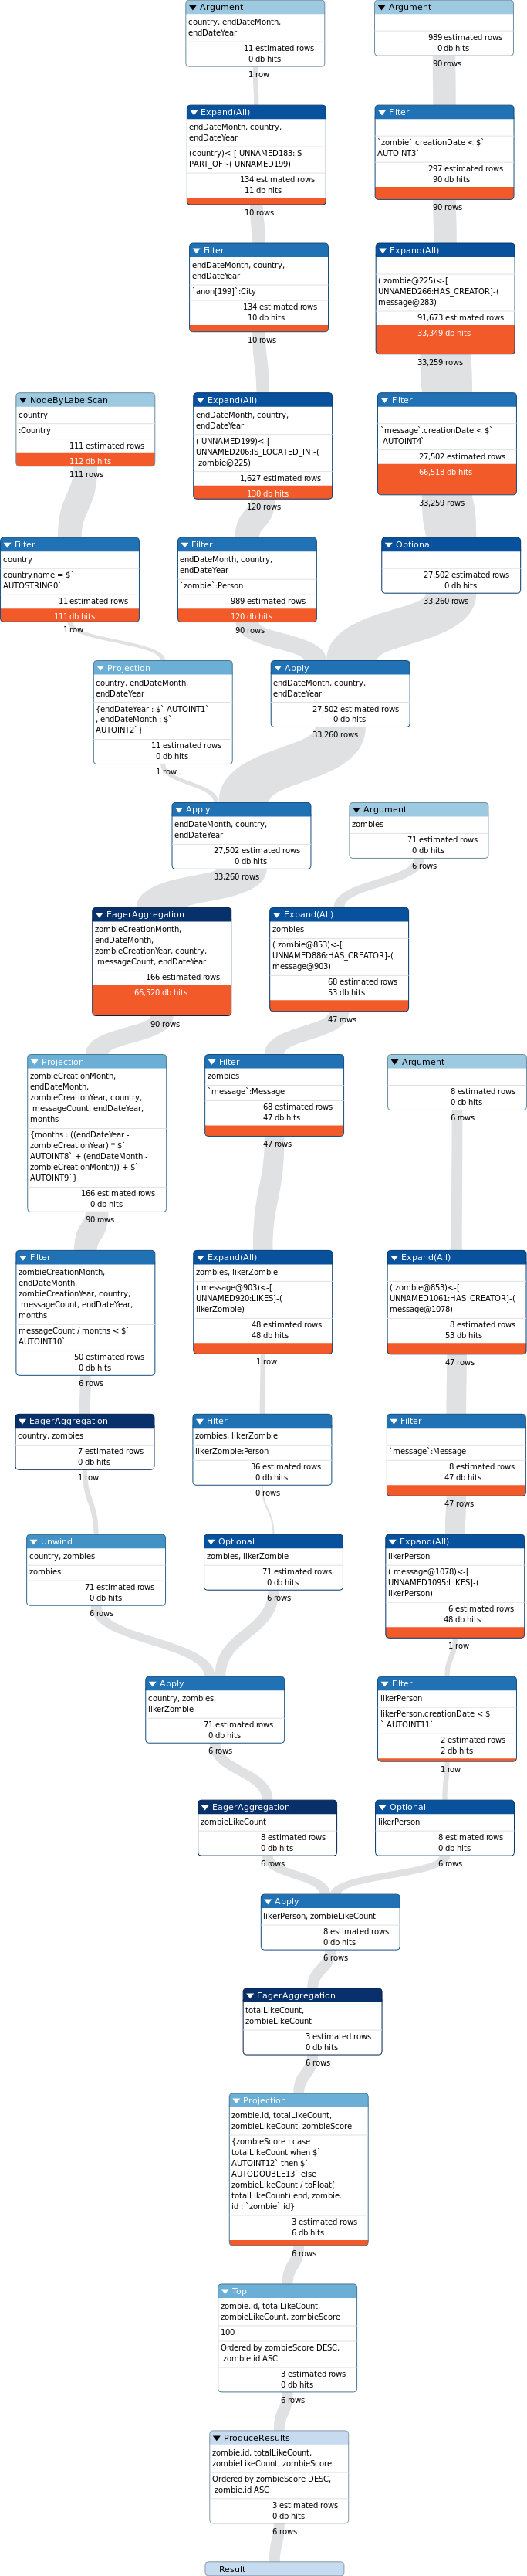 Argument
country, endDateMonth,
endDateYear
11 estimated rows
0 db hits
1 row
Argument
989 estimated rows
0 db hits
90 rows
Expand(All)
endDateMonth, country,
endDateYear
(country)<-[ UNNAMED183:IS_
PART_OF]-( UNNAMED199)
134 estimated rows
11 db hits
10 rows
Filter
`zombie`.creationDate < $`
AUTOINT3`
297 estimated rows
90 db hits
90 rows
Filter
endDateMonth, country,
endDateYear
`anon[199]`:City
134 estimated rows
10 db hits
10 rows
Expand(All)
( zombie@225)<-[
UNNAMED266:HAS_CREATOR]-(
message@283)
91,673 estimated rows
33,349 db hits
33,259 rows
NodeByLabelScan
country
:Country
111 estimated rows
112 db hits
111 rows
Expand(All)
endDateMonth, country,
endDateYear
( UNNAMED199)<-[
UNNAMED206:IS_LOCATED_IN]-(
zombie@225)
1,627 estimated rows
130 db hits
120 rows
Filter
`message`.creationDate < $`
AUTOINT4`
27,502 estimated rows
66,518 db hits
33,259 rows
Filter
country
country.name = $`
AUTOSTRING0`
11 estimated rows
111 db hits
1 row
Filter
endDateMonth, country,
endDateYear
`zombie`:Person
989 estimated rows
120 db hits
90 rows
Optional
27,502 estimated rows
0 db hits
33,260 rows
Projection
country, endDateMonth,
endDateYear
{endDateYear : $` AUTOINT1`
, endDateMonth : $`
AUTOINT2`}
11 estimated rows
0 db hits
1 row
Apply
endDateMonth, country,
endDateYear
27,502 estimated rows
0 db hits
33,260 rows
Apply
endDateMonth, country,
endDateYear
27,502 estimated rows
0 db hits
33,260 rows
Argument
zombies
71 estimated rows
0 db hits
6 rows
EagerAggregation
zombieCreationMonth,
endDateMonth,
zombieCreationYear, country,
messageCount, endDateYear
166 estimated rows
66,520 db hits
90 rows
Expand(All)
zombies
( zombie@853)<-[
UNNAMED886:HAS_CREATOR]-(
message@903)
68 estimated rows
53 db hits
47 rows
Projection
zombieCreationMonth,
endDateMonth,
zombieCreationYear, country,
messageCount, endDateYear,
months
{months : ((endDateYear -
zombieCreationYear) * $`
AUTOINT8` + (endDateMonth -
zombieCreationMonth)) + $`
AUTOINT9`}
166 estimated rows
0 db hits
90 rows
Filter
zombies
`message`:Message
68 estimated rows
47 db hits
47 rows
Argument
8 estimated rows
0 db hits
6 rows
Filter
zombieCreationMonth,
endDateMonth,
zombieCreationYear, country,
messageCount, endDateYear,
months
messageCount / months < $`
AUTOINT10`
50 estimated rows
0 db hits
6 rows
Expand(All)
zombies, likerZombie
( message@903)<-[
UNNAMED920:LIKES]-(
likerZombie)
48 estimated rows
48 db hits
1 row
Expand(All)
( zombie@853)<-[
UNNAMED1061:HAS_CREATOR]-(
message@1078)
8 estimated rows
53 db hits
47 rows
EagerAggregation
country, zombies
7 estimated rows
0 db hits
1 row
Filter
zombies, likerZombie
likerZombie:Person
36 estimated rows
0 db hits
0 rows
Filter
`message`:Message
8 estimated rows
47 db hits
47 rows
Unwind
country, zombies
zombies
71 estimated rows
0 db hits
6 rows
Optional
zombies, likerZombie
71 estimated rows
0 db hits
6 rows
Expand(All)
likerPerson
( message@1078)<-[
UNNAMED1095:LIKES]-(
likerPerson)
6 estimated rows
48 db hits
1 row
Apply
country, zombies,
likerZombie
71 estimated rows
0 db hits
6 rows
Filter
likerPerson
likerPerson.creationDate < $
` AUTOINT11`
2 estimated rows
2 db hits
1 row
EagerAggregation
zombieLikeCount
8 estimated rows
0 db hits
6 rows
Optional
likerPerson
8 estimated rows
0 db hits
6 rows
Apply
likerPerson, zombieLikeCount
8 estimated rows
0 db hits
6 rows
EagerAggregation
totalLikeCount,
zombieLikeCount
3 estimated rows
0 db hits
6 rows
Projection
zombie.id, totalLikeCount,
zombieLikeCount, zombieScore
{zombieScore : case
totalLikeCount when $`
AUTOINT12` then $`
AUTODOUBLE13` else
zombieLikeCount / toFloat(
totalLikeCount) end, zombie.
id : `zombie`.id}
3 estimated rows
6 db hits
6 rows
Top
zombie.id, totalLikeCount,
zombieLikeCount, zombieScore
100
Ordered by zombieScore DESC,
zombie.id ASC
3 estimated rows
0 db hits
6 rows
ProduceResults
zombie.id, totalLikeCount,
zombieLikeCount, zombieScore
Ordered by zombieScore DESC,
zombie.id ASC
3 estimated rows
0 db hits
6 rows
Result